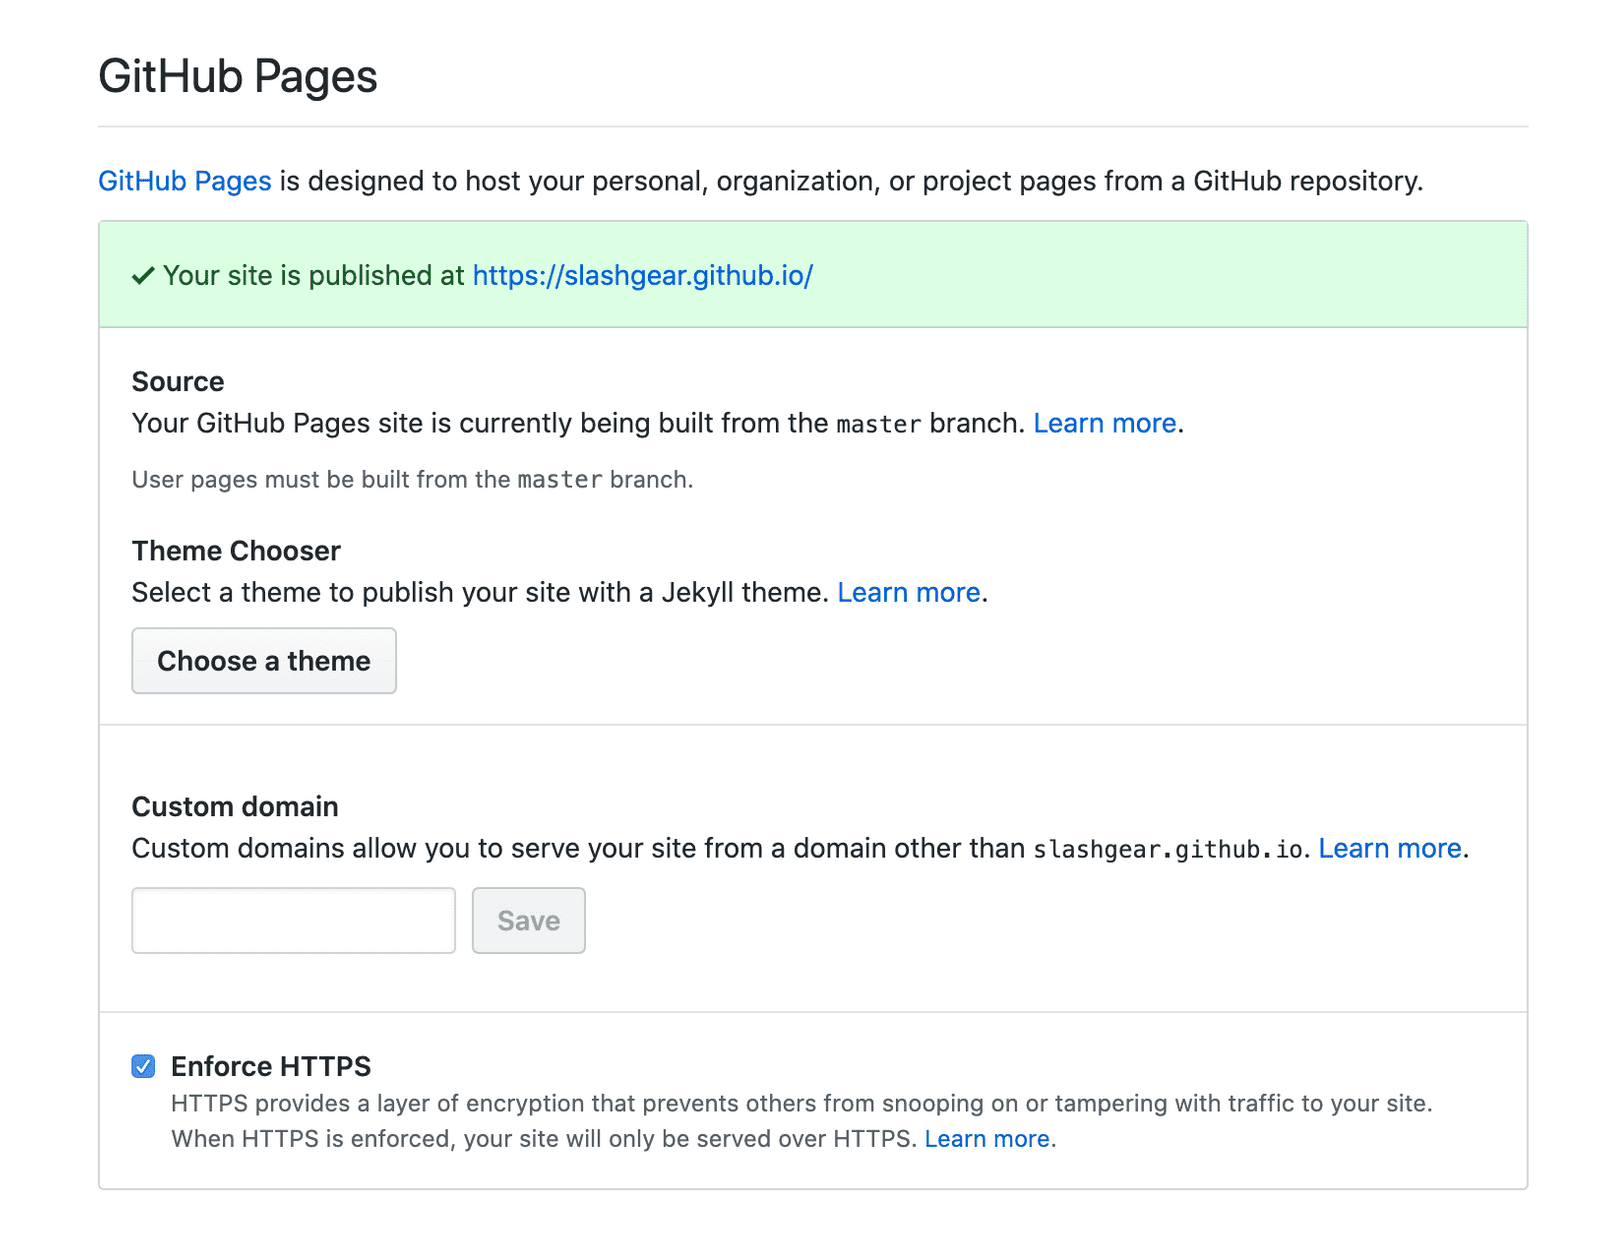 GitHub Pages
GitHub Pages is designed to host your personal, organization, or project pages from a GitHub repository.
Your site is published at https://slashgear.github.io/
Source
Your GitHub Pages site is currently being built from the master branch. Learn more.
User pages must be built from the master branch.
Theme Chooser
Select a theme to publish your site with a Jekyll theme. Learn more.
Choose a theme
Custom domain
Custom domains allow you to serve your site from a domain other than slashgear.github.io. Learn more.
Save
Enforce HTTPS
HTTPS provides a layer of encryption that prevents others from snooping on or tampering with traffic to your site.
When HTTPS is enforced, your site will only be served over HTTPS. Learn more.